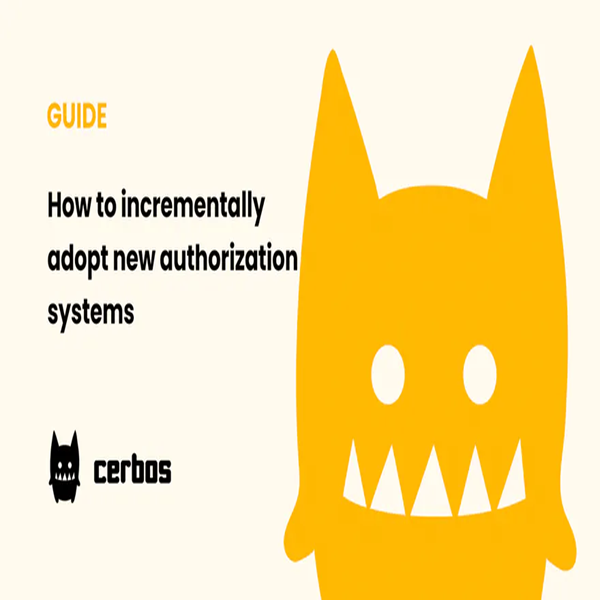 GUIDE
How to incrementally
adopt new authorization
systems
cerbos